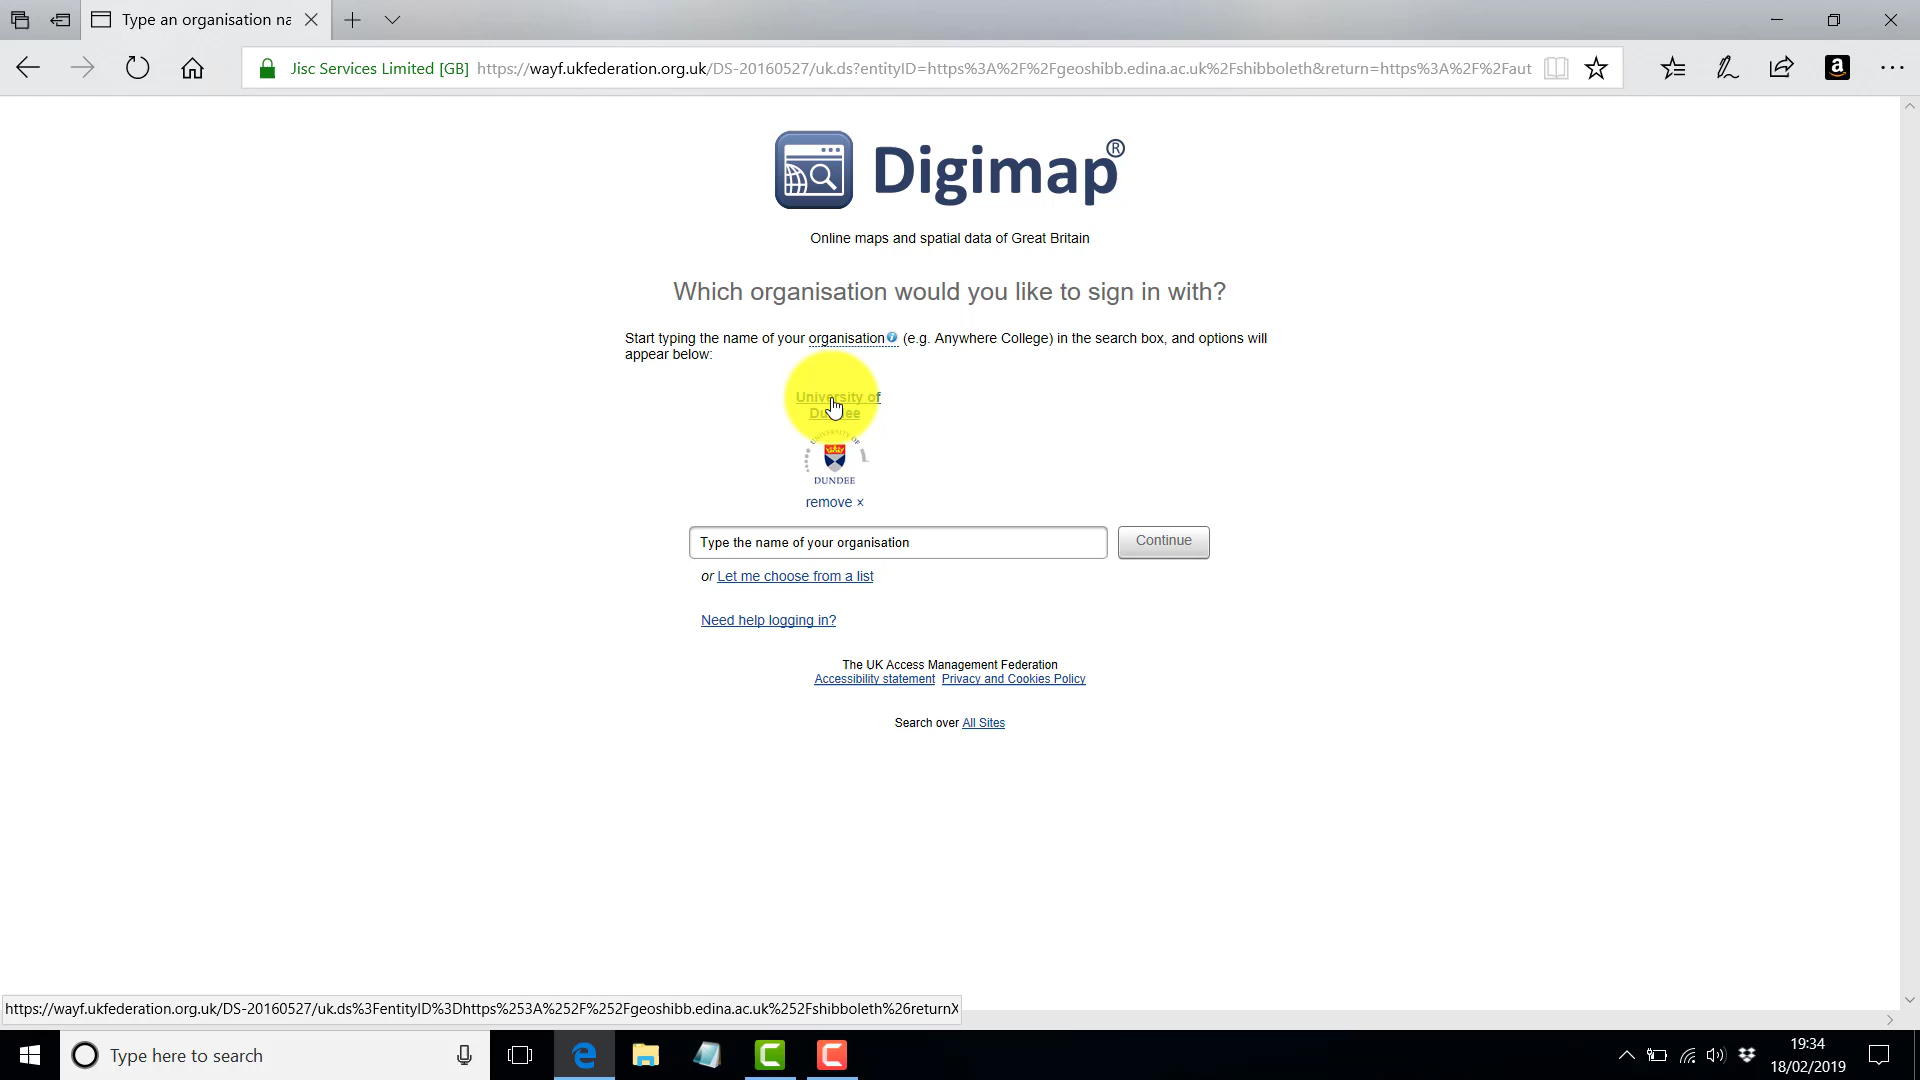 Type an organisation na
Jisc Services Limited [GB] https://wayf.ukfederation.org.uk/DS-20160527/uk.ds?entityID=https%3A%2F%2Fgeoshibb.edina.ac.uk%2Fshibboleth&return=https%3A%2F%2Faut
a
Digimap®
Online maps and spatial data of Great Britain
Which organisation would you like to sign in with?
Start typing the name of your organisation (e.g. Anywhere College) in the search box, and options will
appear below:
University of
Dundee
UNIVERSITY OF
DUNDEE
remove ×
Type the name of your organisation
Continue
or Let me choose from a list
Need help logging in?
The UK Access Management Federation
Accessibility statement Privacy and Cookies Policy
Search over All Sites
https://wayf.ukfederation.org.uk/DS-20160527/uk.ds%3FentityID%3Dhttps%253A%252F%252Fgeoshibb.edina.ac.uk%252Fshibboleth%26returnX
Type here to search
19:34
18/02/2019